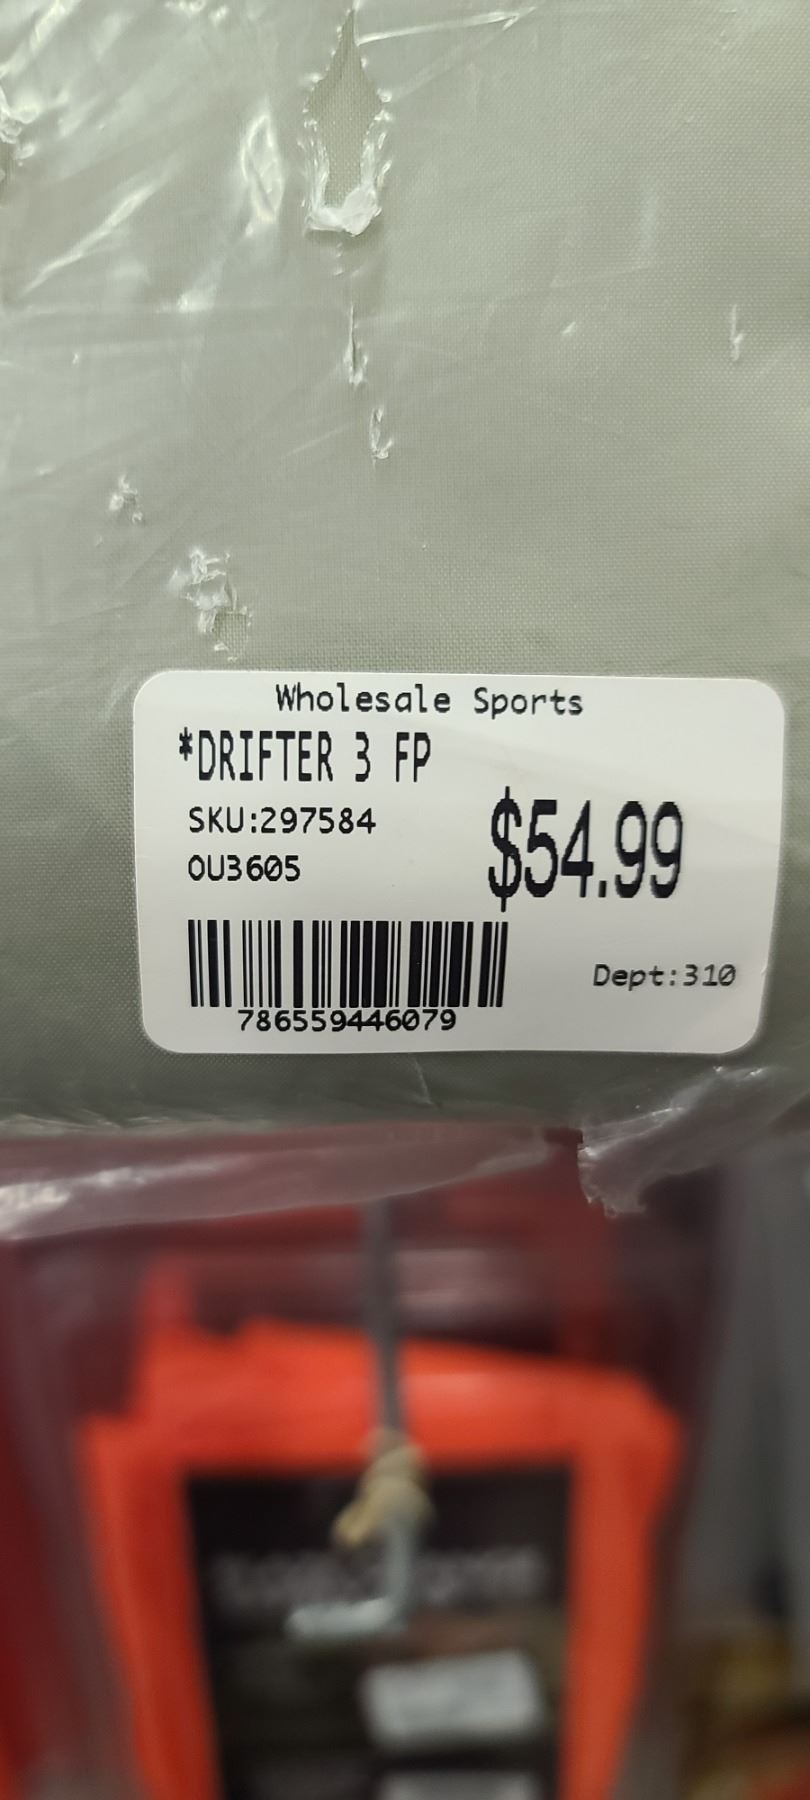 Wholesale Sports
*DRIFTER 3 FP
SKU:297584
$54.99
OU3605
Dept:310
786559446079